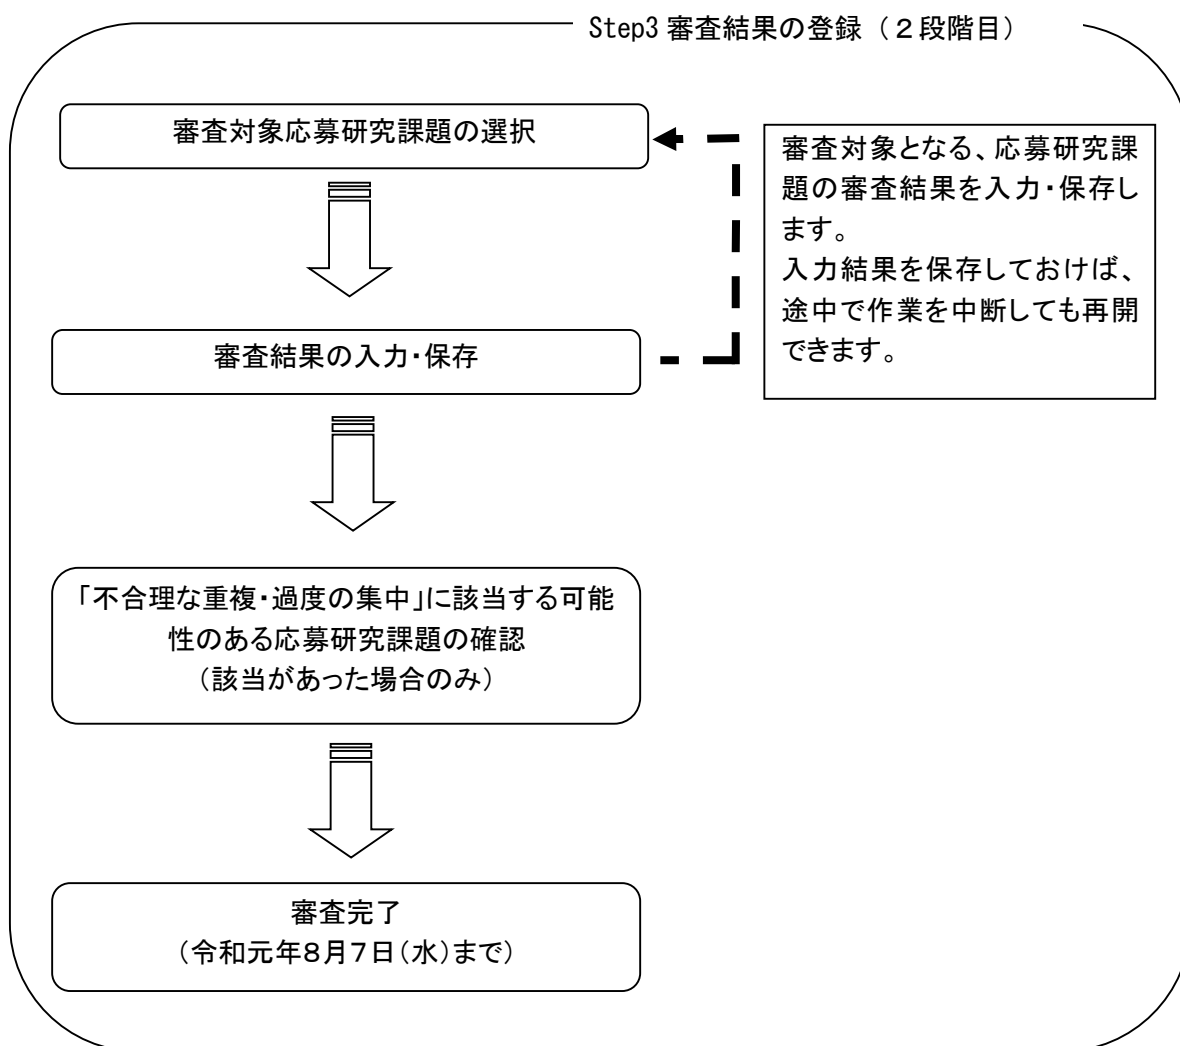 Step3 審査結果の登録（２段階目）
審査対象応募研究課題の選択
審査対象となる、応募研究課
題の審査結果を入力・保存し
ます。
入力結果を保存しておけば、
途中で作業を中断しても再開
できます。
審査結果の入力・保存
「不合理な重複・過度の集中」に該当する可能
性のある応募研究課題の確認
（該当があった場合のみ）
審査完了
（令和元年８月７日（水）まで）